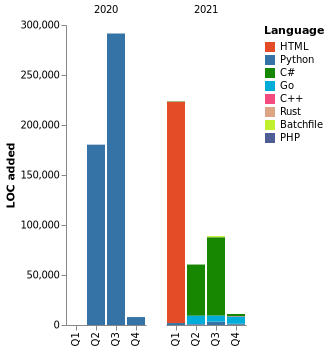 2020 2021
Language
HTML
Python
C#
Go
C++
Rust
Batchfile
PHP
LOC added
300,000
250,000
200,000
150,000
100,000
50,000
0
Q1 Q2 Q3 Q4 Q1 Q2 Q3 Q4